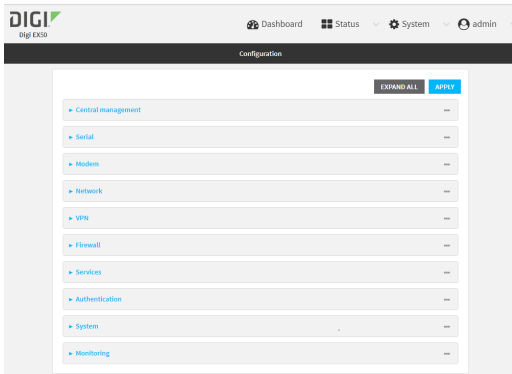 DIGI
Digi EX50
Dashboard Status System admin
Configuration
EXPAND ALL APPLY
Central management
Serial
Modem
Network
VPN
Firewall
Services
Authentication
System
Monitoring